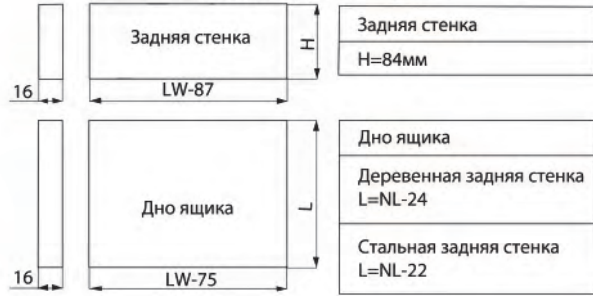 Задняя стенка
H
16
LW-87
Задняя стенка
H=84мм
Дно ящика
L
16
LW-75
Дно ящика
Деревенная задняя стенка
L=NL-24
Стальная задняя стенка
L=NL-22